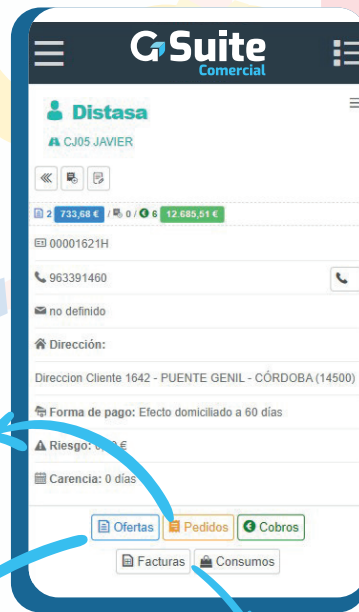 G Suite
Comercial
Distasa
CJ05 JAVIER
2 733,68 € / 0 / 6 12.685,51 €
00001621H
963391460
no definido
Dirección:
Direccion Cliente 1642 - PUENTE GENIL - CÓRDOBA (14500)
Forma de pago: Efecto domiciliado a 60 días
Riesgo: €
Carencia: 0 días
Ofertas Pedidos Cobros
Facturas Consumos